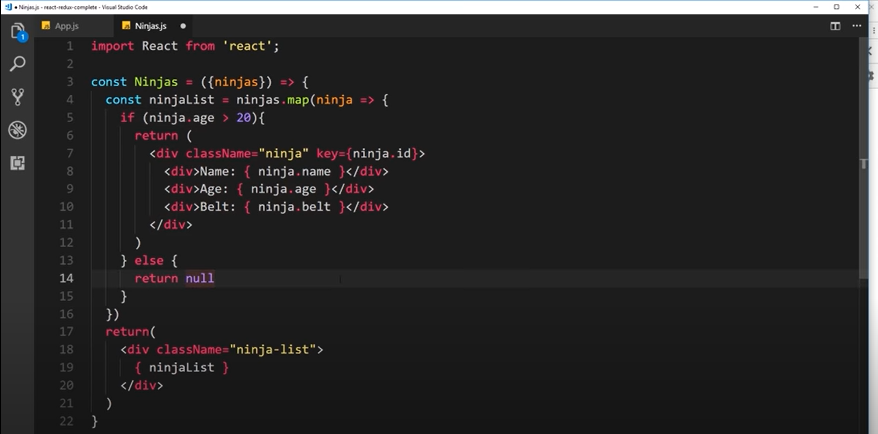 Ninjas.js - react-redux-complete - Visual Studio Code
App.js
Ninjas.js
1
1 import React from 'react';
2
3 const Ninjas = ({ninjas}) => {
4 const ninjaList = ninjas.map(ninja => {
5 if (ninja.age > 20){
6 return (
7 <div className="ninja" key={ninja.id}>
8 <div>Name: { ninja.name }</div>
9 <div>Age: { ninja.age }</div>
10 <div>Belt: { ninja.belt }</div>
11 </div>
12 )
13 } else {
14 return null
15 }
16 })
17 return(
18 <div className="ninja-list">
19 { ninjaList }
20 </div>
21 )
22 }